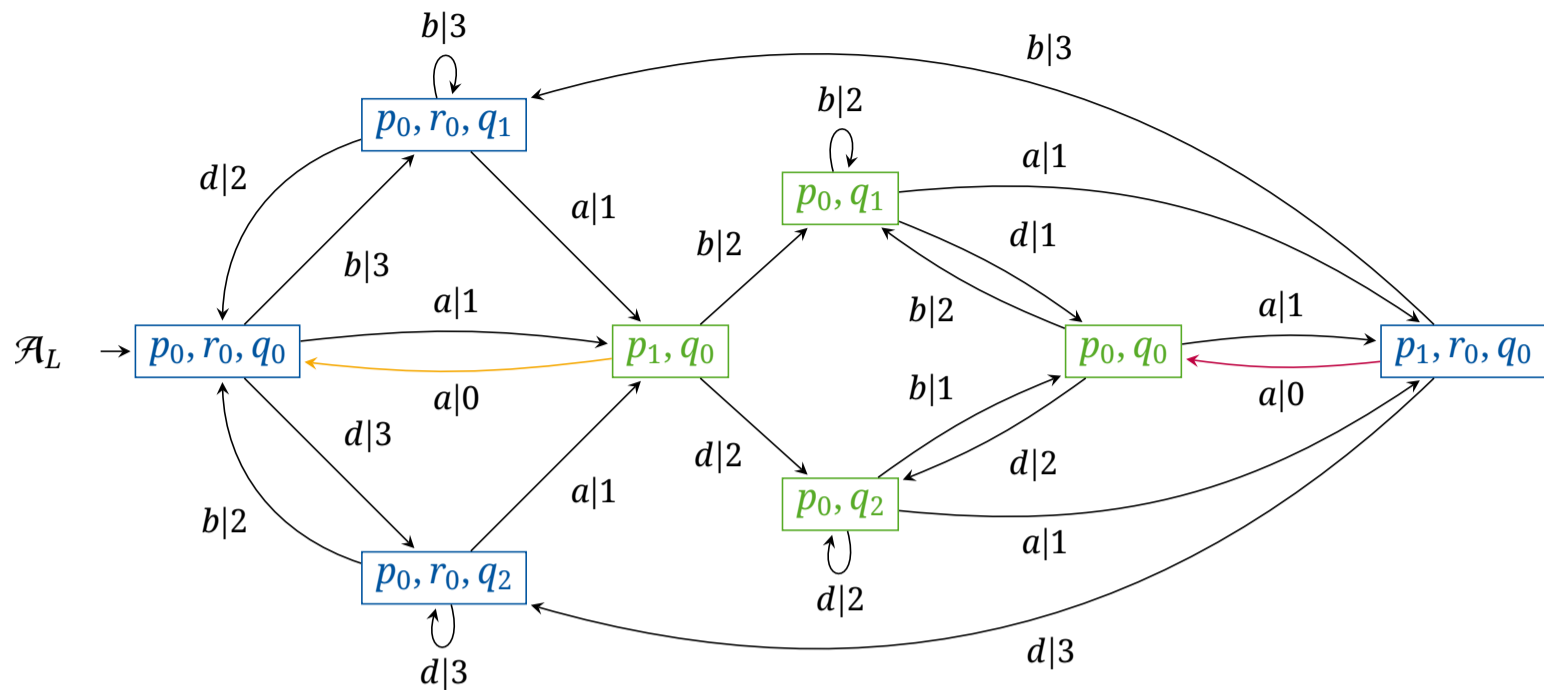 b|3
b|3
p₀, r₀, q₁
b|2
a|1
d|2
p₀, q₁
a|1
d|1
b|2
b|3
a|1
b|2
a|1
𝒜_L
p₀, r₀, q₀
p₁, q₀
p₀, q₀
p₁, r₀, q₀
a|0
b|1
a|0
d|3
d|2
d|2
a|1
p₀, q₂
b|2
a|1
p₀, r₀, q₂
d|2
d|3
d|3